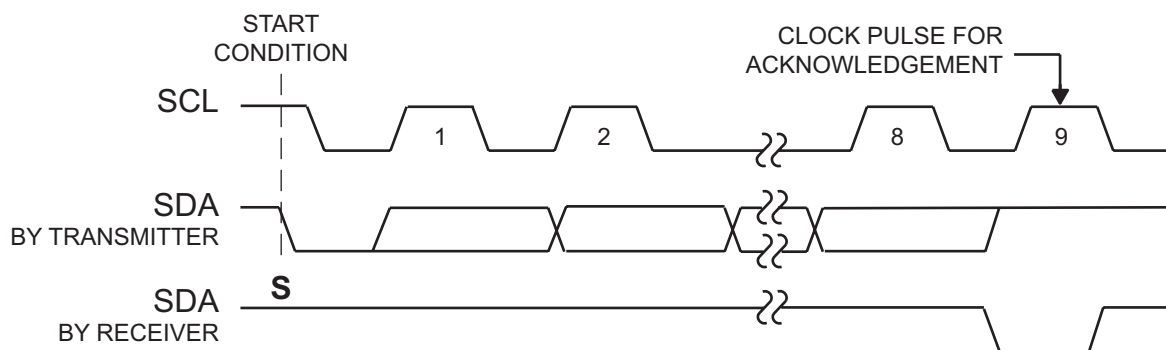 START
CONDITION
CLOCK PULSE FOR
ACKNOWLEDGEMENT
SCL
1
2
8
9
SDA
BY TRANSMITTER
S
SDA
BY RECEIVER